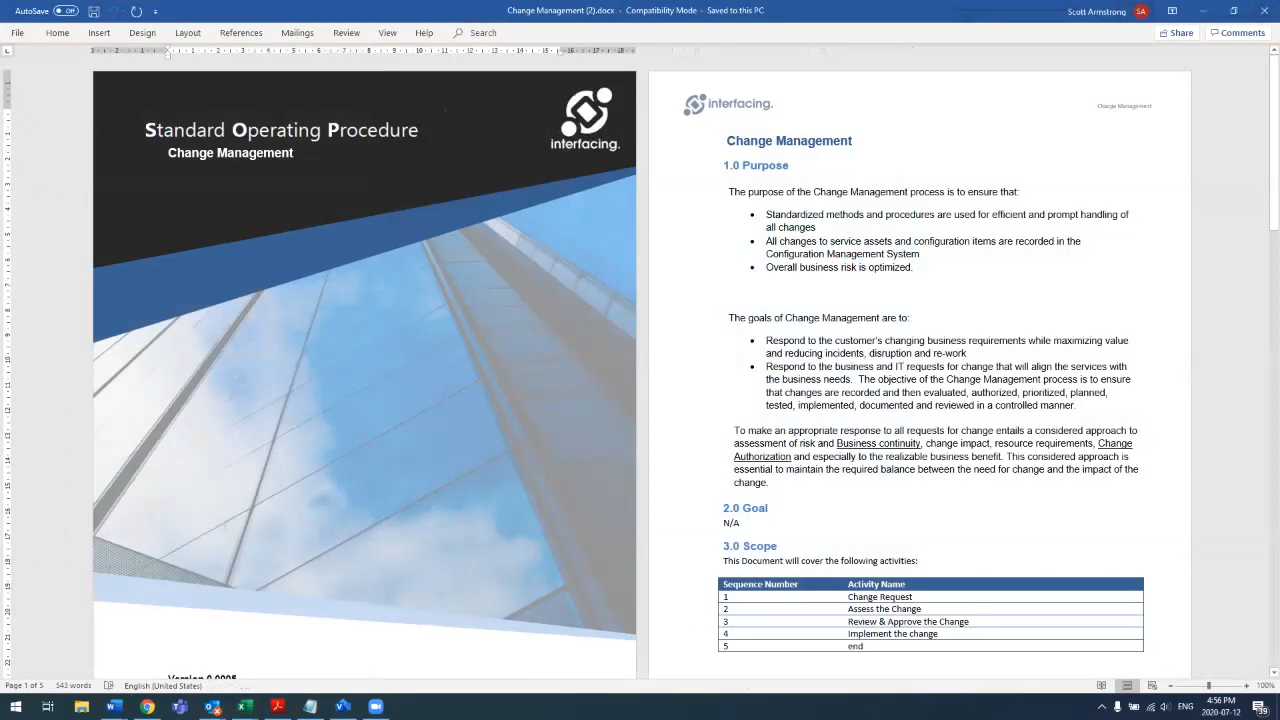 AutoSave Off
Change Management (2).docx - Compatibility Mode - Saved to this PC
Scott Armstrong SA
File Home Insert Design Layout References Mailings Review View Help Search Share Comments
Standard Operating Procedure
Change Management
interfacing.
Version 0.0005
interfacing.
Change Management
Change Management
1.0 Purpose
The purpose of the Change Management process is to ensure that:
• Standardized methods and procedures are used for efficient and prompt handling of
all changes
• All changes to service assets and configuration items are recorded in the
Configuration Management System
• Overall business risk is optimized.
The goals of Change Management are to:
• Respond to the customer's changing business requirements while maximizing value
and reducing incidents, disruption and re-work
• Respond to the business and IT requests for change that will align the services with
the business needs. The objective of the Change Management process is to ensure
that changes are recorded and then evaluated, authorized, prioritized, planned,
tested, implemented, documented and reviewed in a controlled manner.
To make an appropriate response to all requests for change entails a considered approach to
assessment of risk and Business continuity, change impact, resource requirements, Change
Authorization and especially to the realizable business benefit. This considered approach is
essential to maintain the required balance between the need for change and the impact of the
change.
2.0 Goal
N/A
3.0 Scope
This Document will cover the following activities:
Sequence Number Activity Name
1 Change Request
2 Assess the Change
3 Review & Approve the Change
4 Implement the change
5 end
Page 1 of 5 543 words English (United States) 100%
ENG 4:56 PM
2020-07-12 39